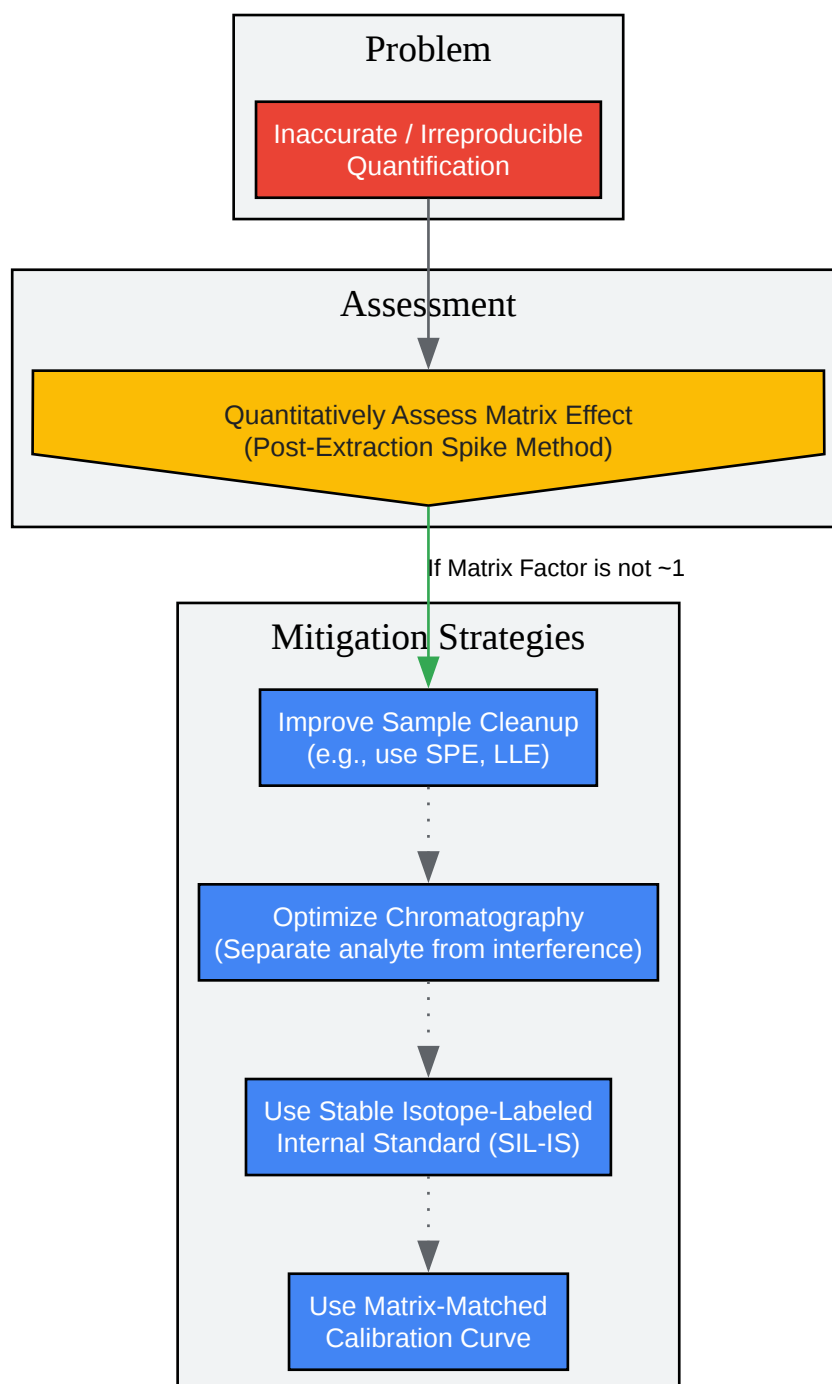 Problem
Inaccurate / Irreproducible
Quantification
Assessment
Quantitatively Assess Matrix Effect
(Post-Extraction Spike Method)
If Matrix Factor is not ~1
Mitigation Strategies
Improve Sample Cleanup
(e.g., use SPE, LLE)
Optimize Chromatography
(Separate analyte from interference)
Use Stable Isotope-Labeled
Internal Standard (SIL-IS)
Use Matrix-Matched
Calibration Curve